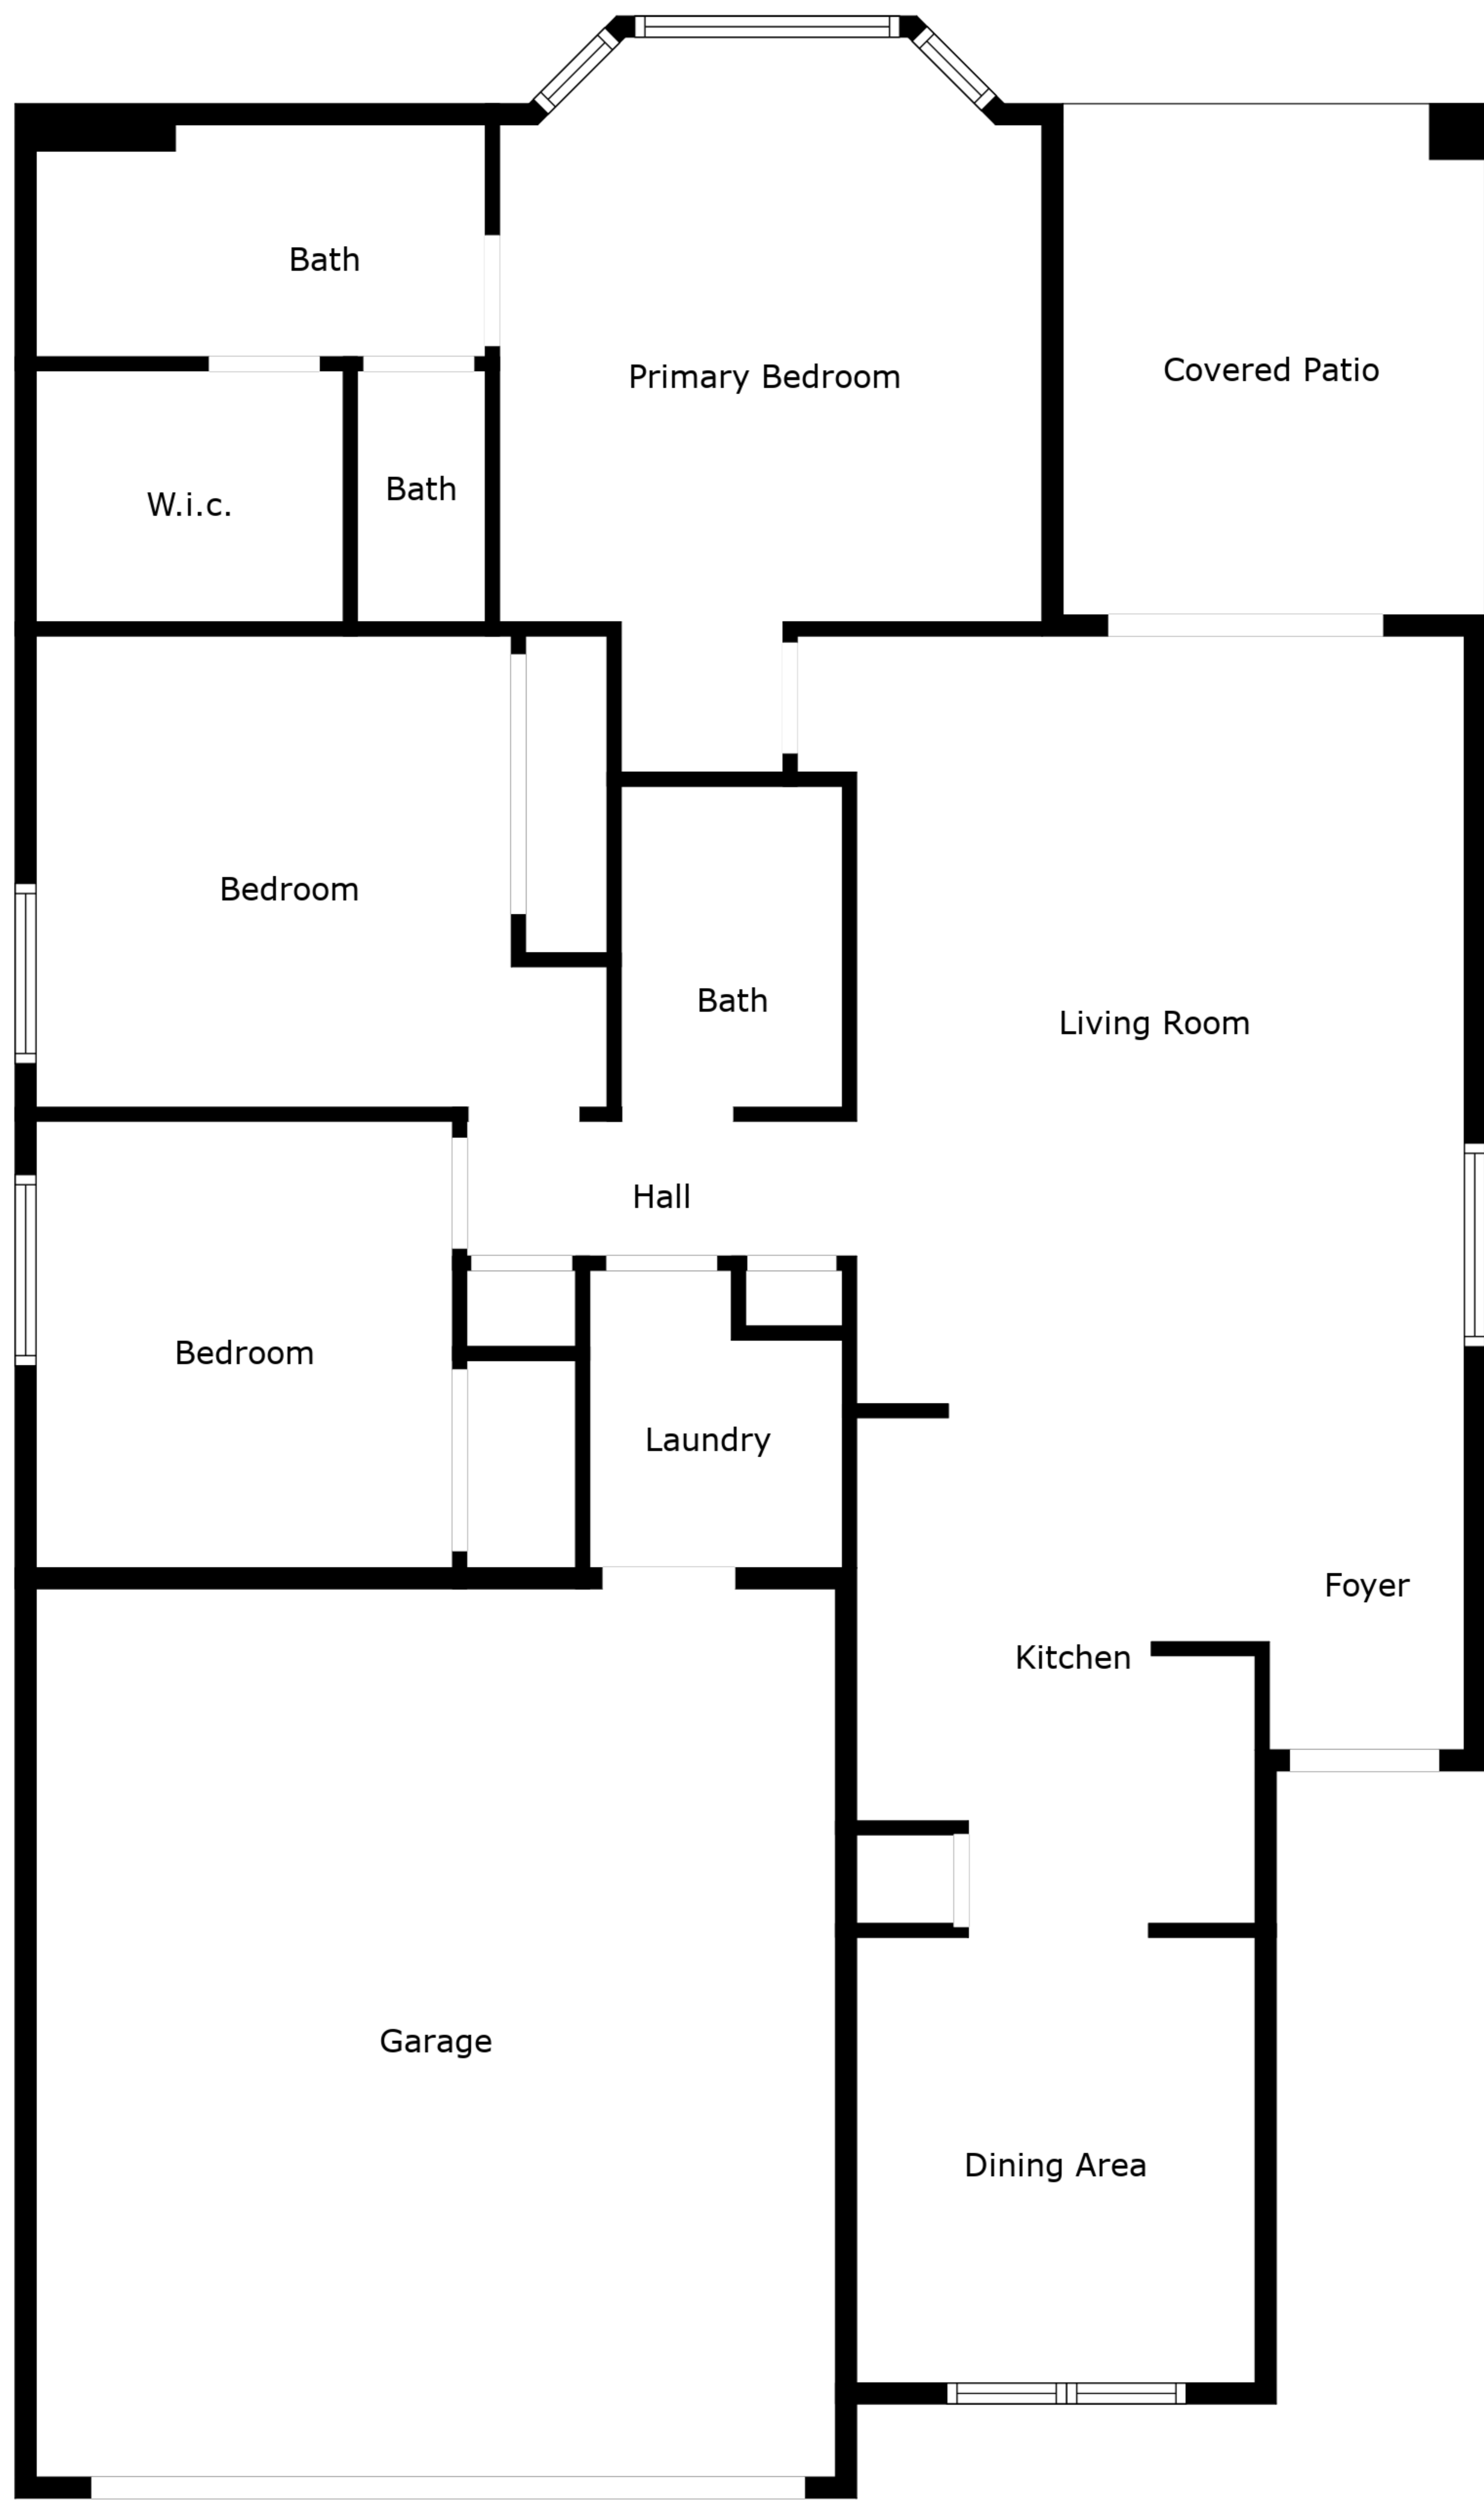 Bath
Primary Bedroom
Covered Patio
W.i.c.
Bath
Bedroom
Bath
Living Room
Hall
Bedroom
Laundry
Foyer
Kitchen
Garage
Dining Area